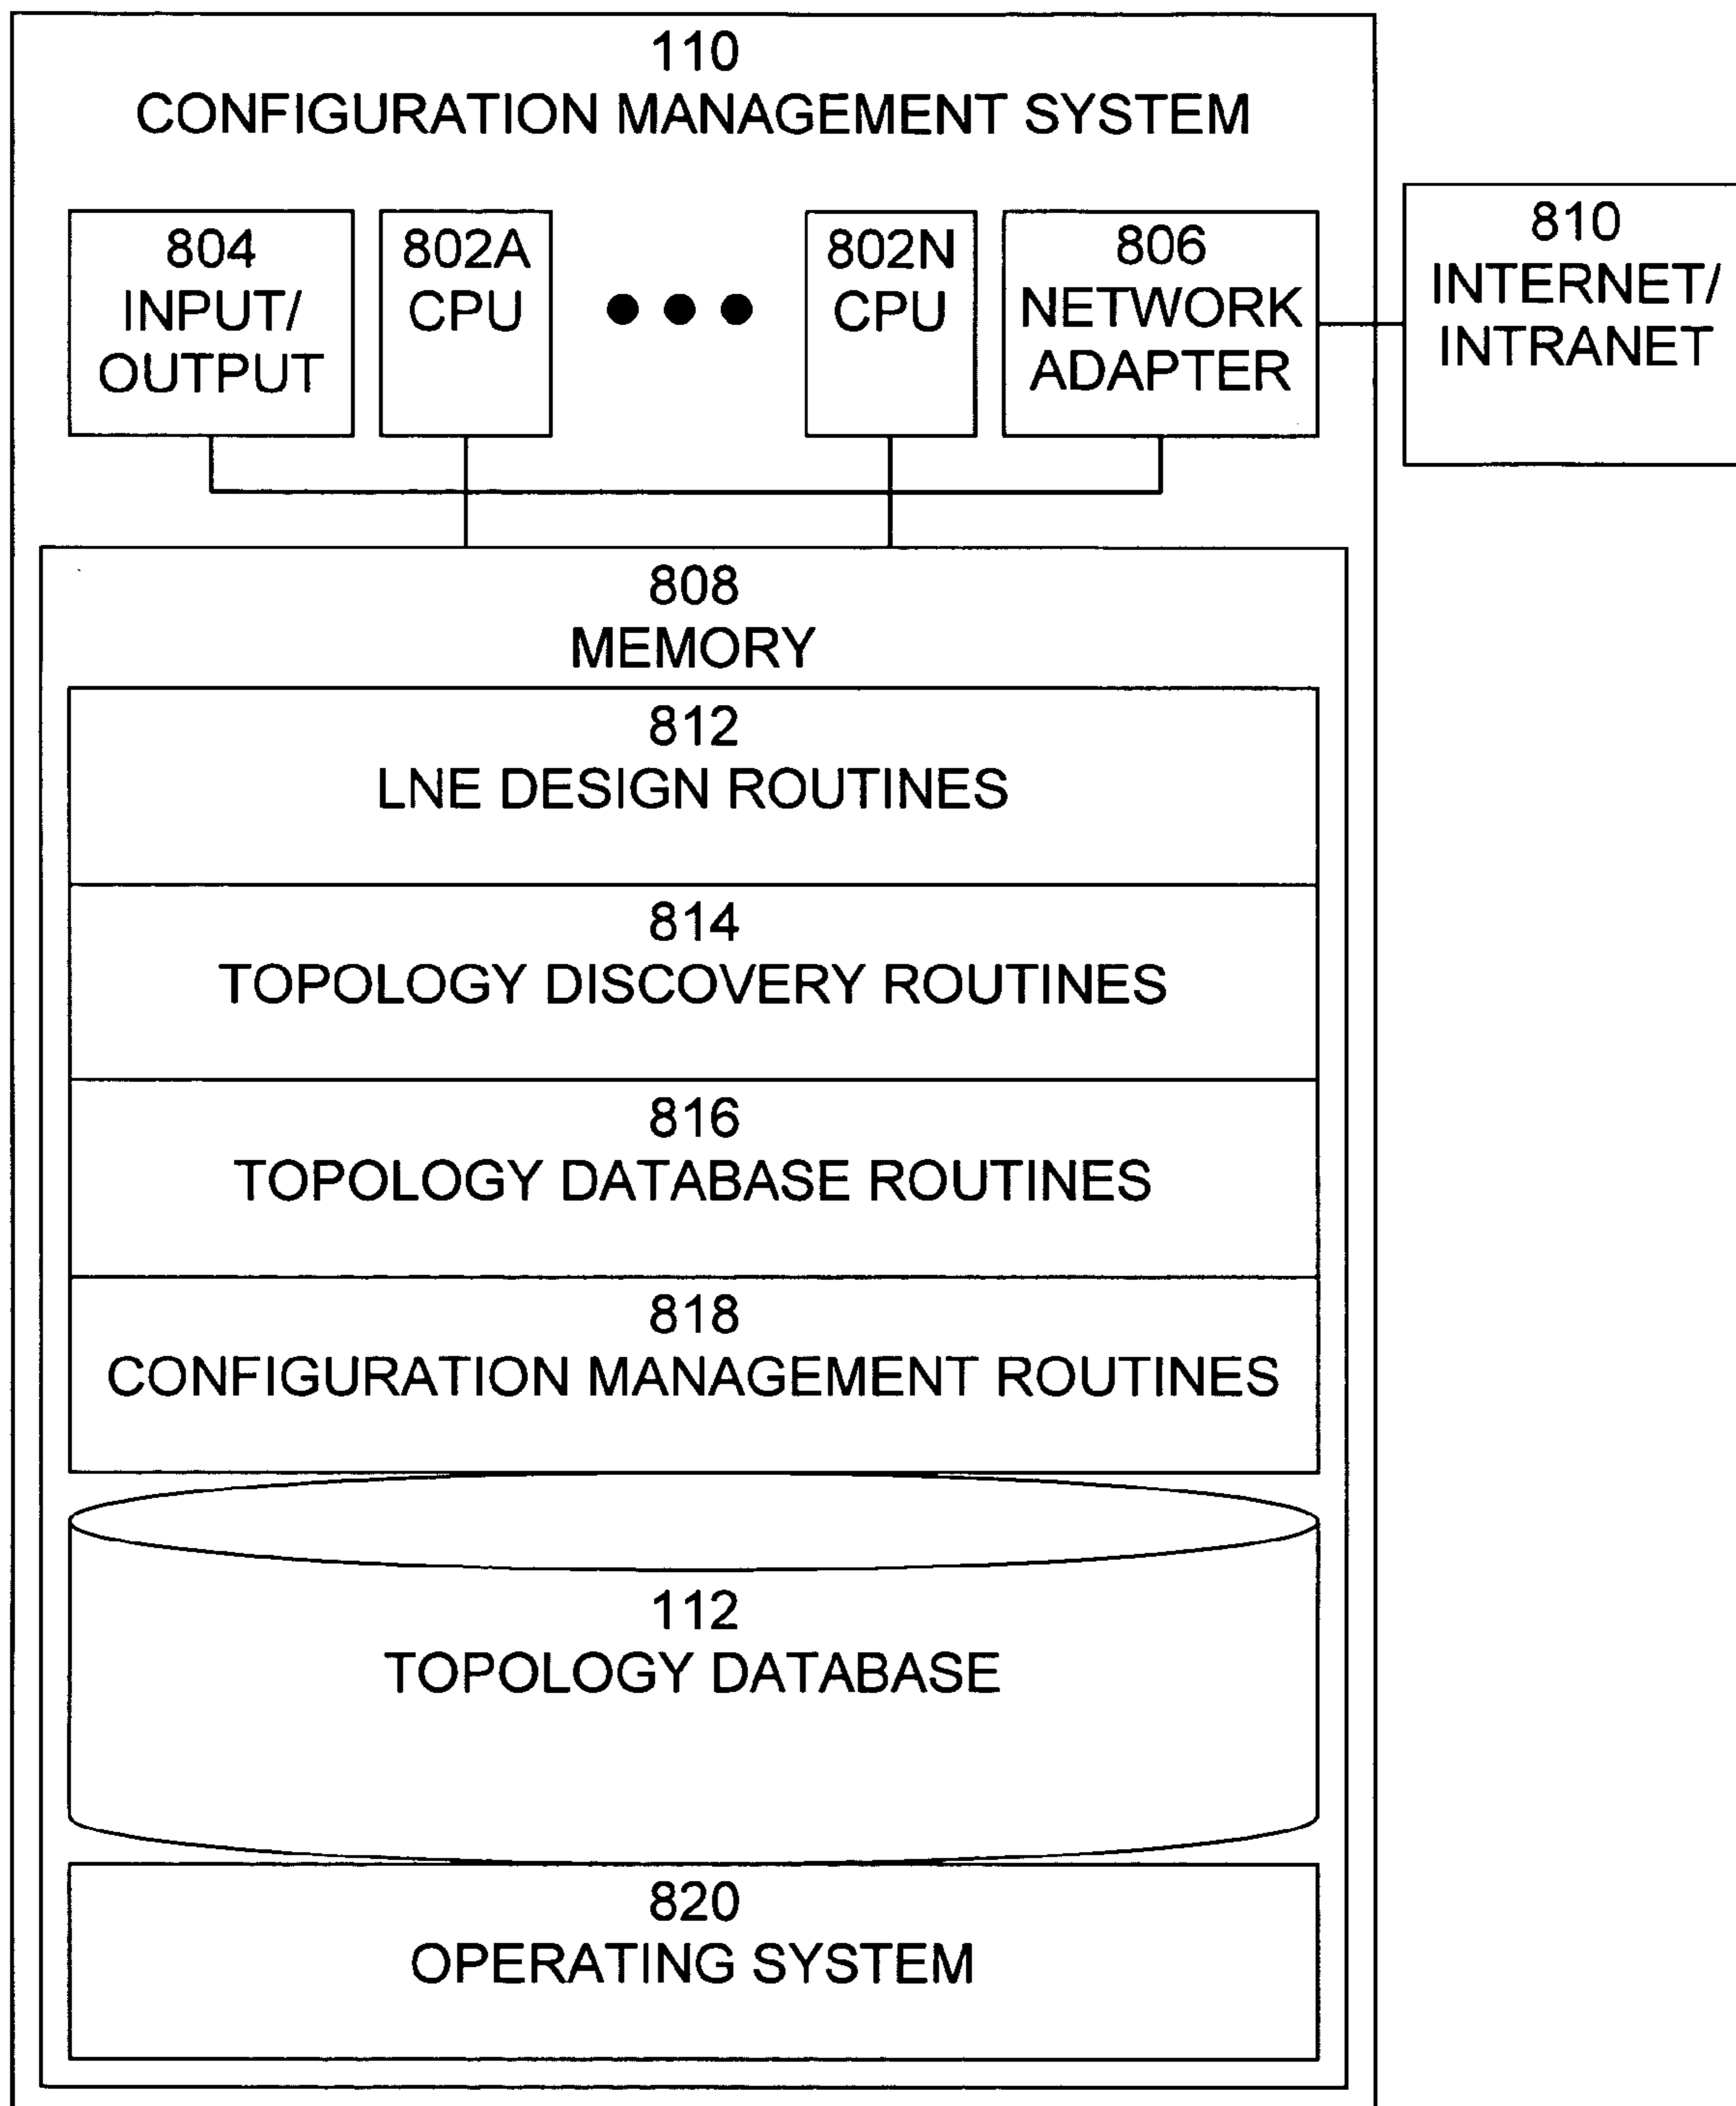 110
CONFIGURATION MANAGEMENT SYSTEM
804
INPUT/
OUTPUT
802A
CPU
802N
CPU
806
NETWORK
ADAPTER
810
INTERNET/
INTRANET
808
MEMORY
812
LNE DESIGN ROUTINES
814
TOPOLOGY DISCOVERY ROUTINES
816
TOPOLOGY DATABASE ROUTINES
818
CONFIGURATION MANAGEMENT ROUTINES
112
TOPOLOGY DATABASE
820
OPERATING SYSTEM